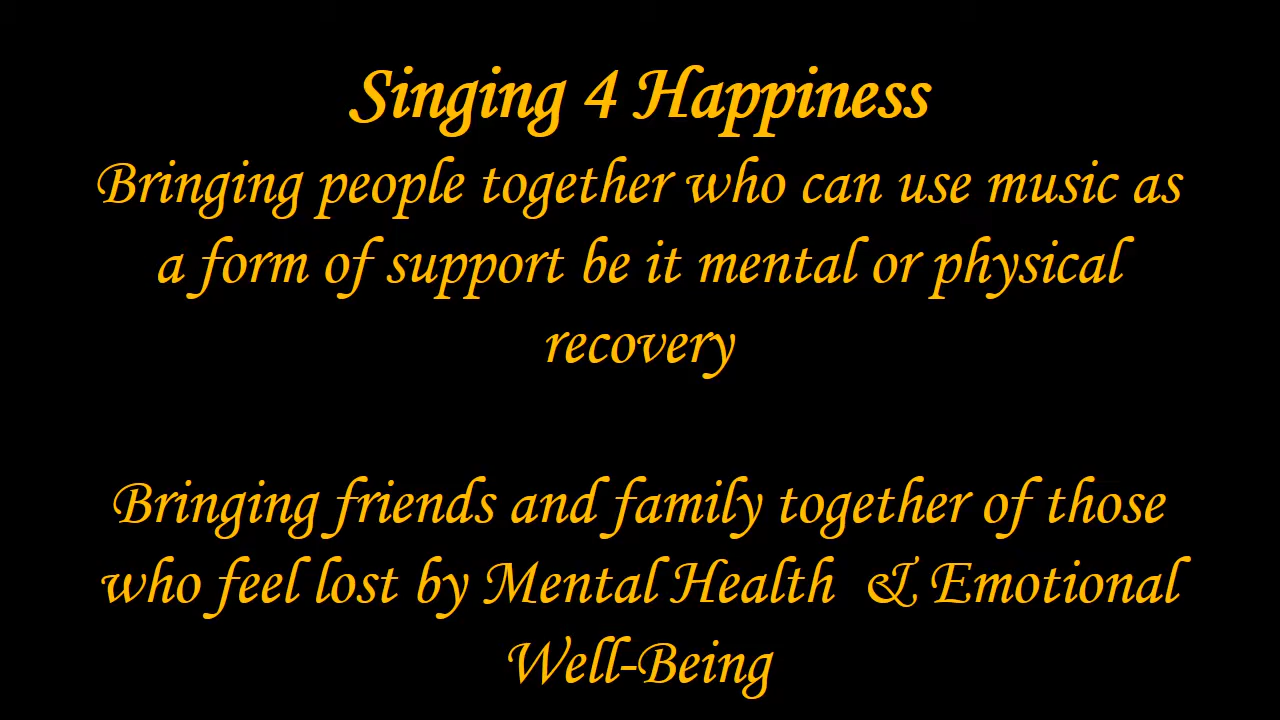 Singing 4 Happiness
Bringing people together who can use music as
a form of support be it mental or physical
recovery
Bringing friends and family together of those
who feel lost by Mental Health & Emotional
Well-Being